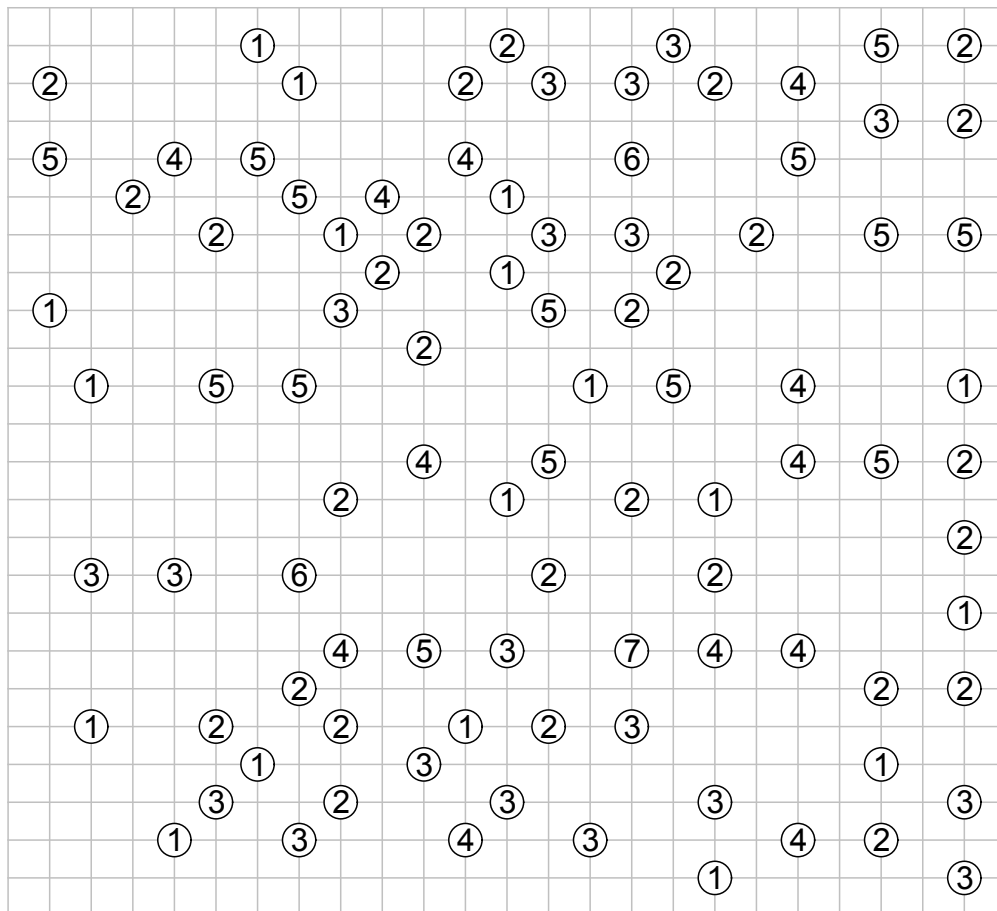 1 2 3 5 2
2 1 2 3 3 2 4
3 2
5 4 5 4 6 5
2 5 4 1
2 1 2 3 3 2 5 5
2 1 2
1 3 5 2
2
1 5 5 1 5 4 1
4 5 4 5 2
2 1 2 1
2
3 3 6 2 2
1
4 5 3 7 4 4
2 2 2
1 2 2 1 2 3
1 3 1
3 2 3 3 3
1 3 4 3 4 2
1 3